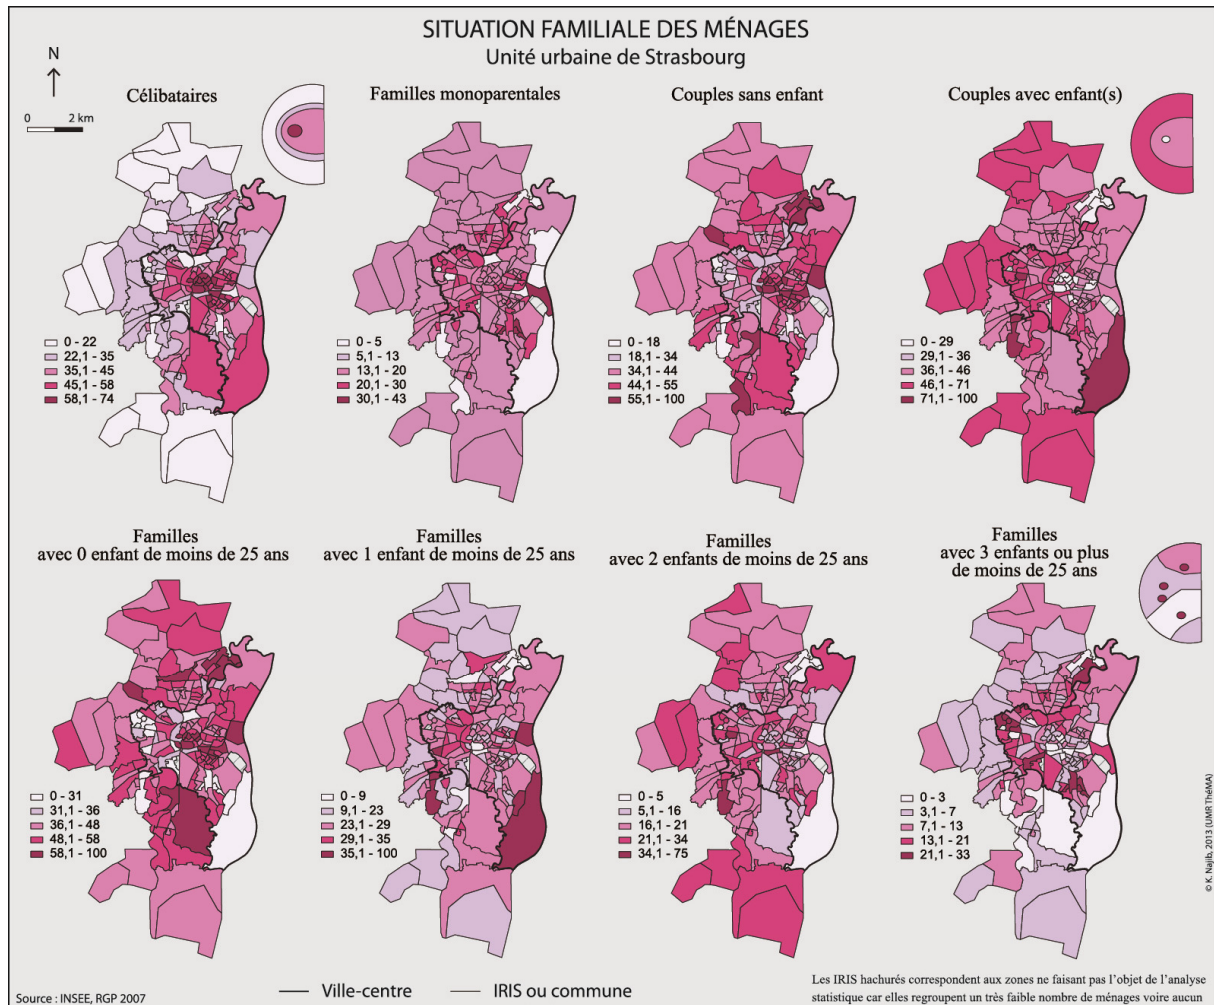 SITUATION FAMILIALE DES MÉNAGES
Unité urbaine de Strasbourg
N
0 2 km
Célibataires
0 - 22
22,1 - 35
35,1 - 45
45,1 - 58
58,1 - 74
Familles monoparentales
0 - 5
5,1 - 13
13,1 - 20
20,1 - 30
30,1 - 43
Couples sans enfant
0 - 18
18,1 - 34
34,1 - 44
44,1 - 55
55,1 - 100
Couples avec enfant(s)
0 - 29
29,1 - 36
36,1 - 46
46,1 - 71
71,1 - 100
Familles
avec 0 enfant de moins de 25 ans
0 - 31
31,1 - 36
36,1 - 48
48,1 - 58
58,1 - 100
Familles
avec 1 enfant de moins de 25 ans
0 - 9
9,1 - 23
23,1 - 29
29,1 - 35
35,1 - 100
Familles
avec 2 enfants de moins de 25 ans
0 - 5
5,1 - 16
16,1 - 21
21,1 - 34
34,1 - 75
Familles
avec 3 enfants ou plus
de moins de 25 ans
0 - 3
3,1 - 7
7,1 - 13
13,1 - 21
21,1 - 33
© K. Najib, 2013 (UMR ThéMA)
Source : INSEE, RGP 2007
Ville-centre
IRIS ou commune
Les IRIS hachurés correspondent aux zones ne faisant pas l'objet de l'analyse
statistique car elles regroupent un très faible nombre de ménages voire aucun